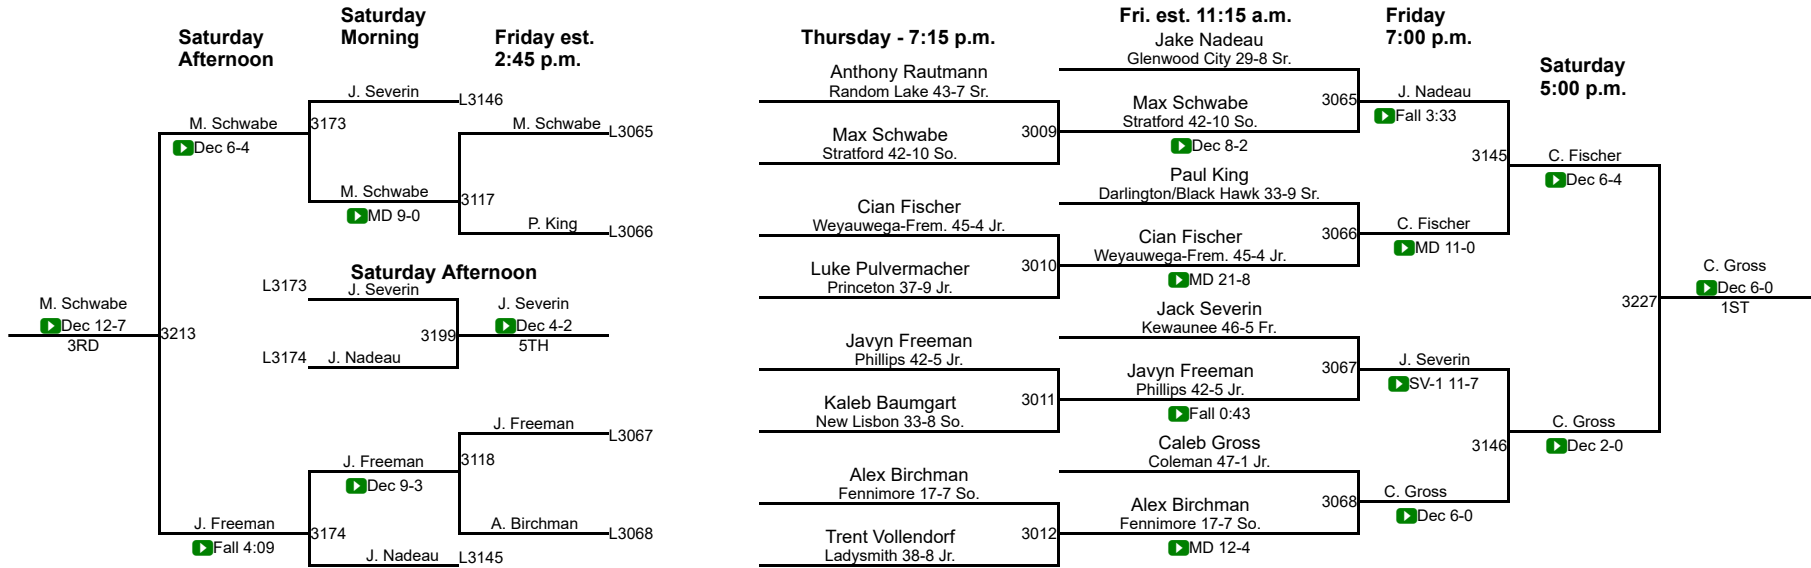 Saturday
Afternoon
Saturday
Morning
Friday est.
2:45 p.m.
J. Severin
L3146
M. Schwabe
3173
Dec 6-4
M. Schwabe
L3065
M. Schwabe
3117
MD 9-0
P. King
L3066
Saturday Afternoon
L3173
J. Severin
M. Schwabe
Dec 12-7
3RD
3213
J. Severin
3199
Dec 4-2
5TH
L3174
J. Nadeau
J. Freeman
L3067
J. Freeman
3118
Dec 9-3
A. Birchman
L3068
J. Freeman
3174
Fall 4:09
J. Nadeau
L3145
Thursday - 7:15 p.m.
Anthony Rautmann
Random Lake 43-7 Sr.
3009
Max Schwabe
Stratford 42-10 So.
Cian Fischer
Weyauwega-Frem. 45-4 Jr.
3010
Luke Pulvermacher
Princeton 37-9 Jr.
Javyn Freeman
Phillips 42-5 Jr.
3011
Kaleb Baumgart
New Lisbon 33-8 So.
Alex Birchman
Fennimore 17-7 So.
3012
Trent Vollendorf
Ladysmith 38-8 Jr.
Fri. est. 11:15 a.m.
Jake Nadeau
Glenwood City 29-8 Sr.
3065
Max Schwabe
Stratford 42-10 So.
Dec 8-2
Paul King
Darlington/Black Hawk 33-9 Sr.
3066
Cian Fischer
Weyauwega-Frem. 45-4 Jr.
MD 21-8
Jack Severin
Kewaunee 46-5 Fr.
3067
Javyn Freeman
Phillips 42-5 Jr.
Fall 0:43
Caleb Gross
Coleman 47-1 Jr.
3068
Alex Birchman
Fennimore 17-7 So.
MD 12-4
Friday
7:00 p.m.
J. Nadeau
Fall 3:33
3145
C. Fischer
MD 11-0
J. Severin
SV-1 11-7
3146
C. Gross
Dec 6-0
Saturday
5:00 p.m.
C. Fischer
Dec 6-4
3227
C. Gross
Dec 2-0
C. Gross
Dec 6-0
1ST